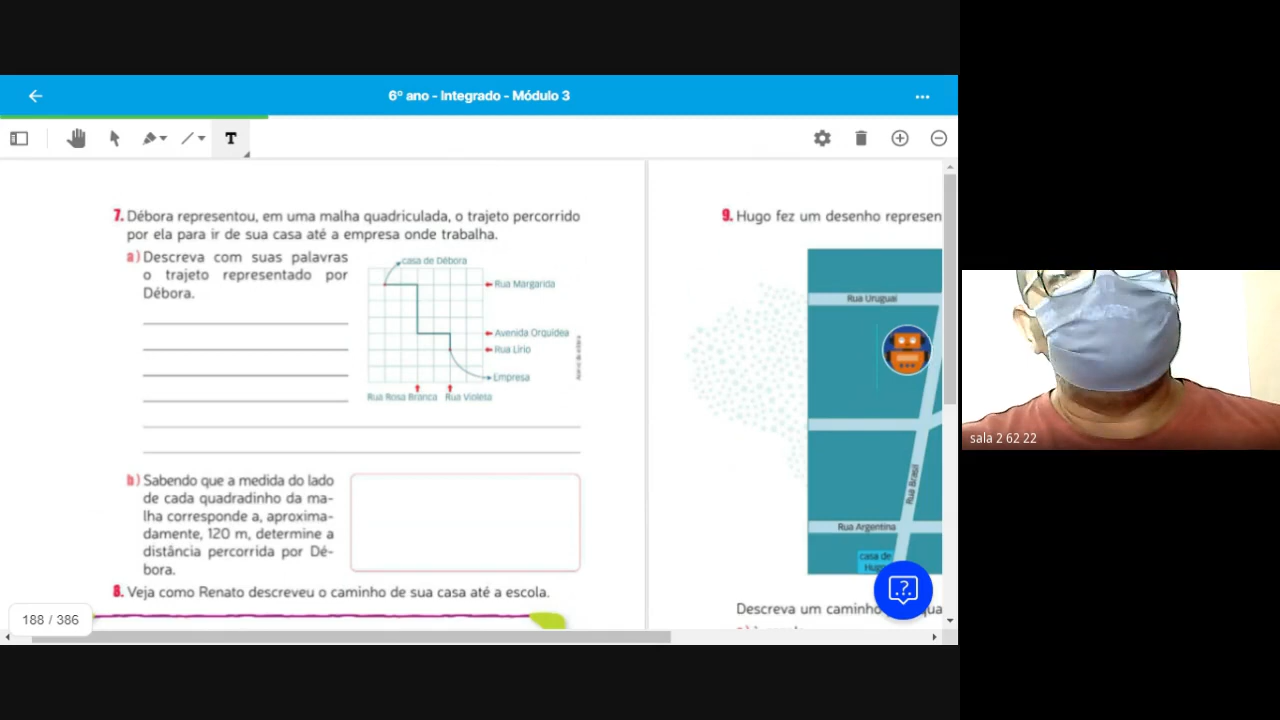 6º ano - Integrado - Módulo 3
T
7. Débora representou, em uma malha quadriculada, o trajeto percorrido
por ela para ir de sua casa até a empresa onde trabalha.
a) Descreva com suas palavras
o trajeto representado por
Débora.
casa de Débora
Rua Margarida
Avenida Orquídea
Rua Lírio
Empresa
Rua Rosa Branca Rua Violeta
b) Sabendo que a medida do lado
de cada quadradinho da ma-
lha corresponde a, aproxima-
damente, 120 m, determine a
distância percorrida por Dé-
bora.
8. Veja como Renato descreveu o caminho de sua casa até a escola.
188 / 386
9. Hugo fez um desenho represen
Rua Uruguai
Rua Brasil
Rua Argentina
casa de
Hugo
Descreva um caminho
sala 2 62 22